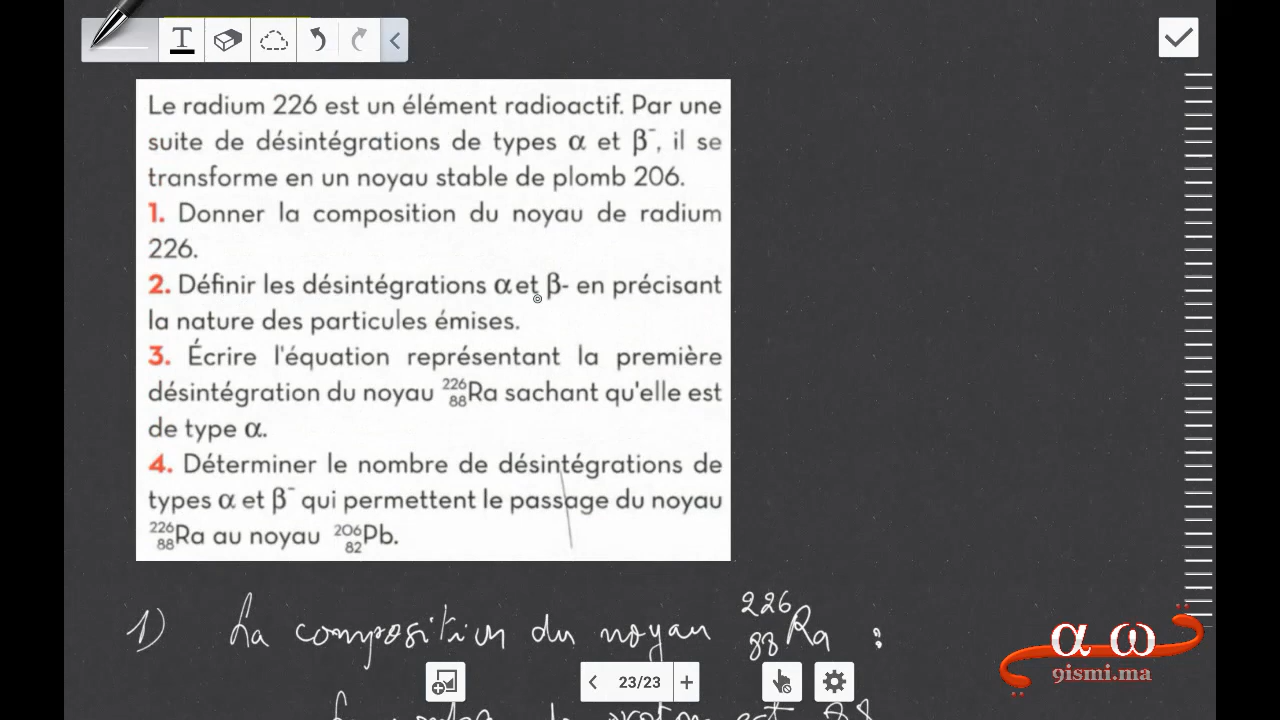 T
Le radium 226 est un élément radioactif. Par une
suite de désintégrations de types α et β⁻, il se
transforme en un noyau stable de plomb 206.
1. Donner la composition du noyau de radium
226.
2. Définir les désintégrations α et β- en précisant
la nature des particules émises.
3. Écrire l'équation représentant la première
désintégration du noyau ²²⁶₈₈Ra sachant qu'elle est
de type α.
4. Déterminer le nombre de désintégrations de
types α et β⁻ qui permettent le passage du noyau
²²⁶₈₈Ra au noyau ²⁰⁶₈₂Pb.
1) La composition du noyau ²²⁶₈₈Ra :
α ω
9ismi.ma
23/23
est 88